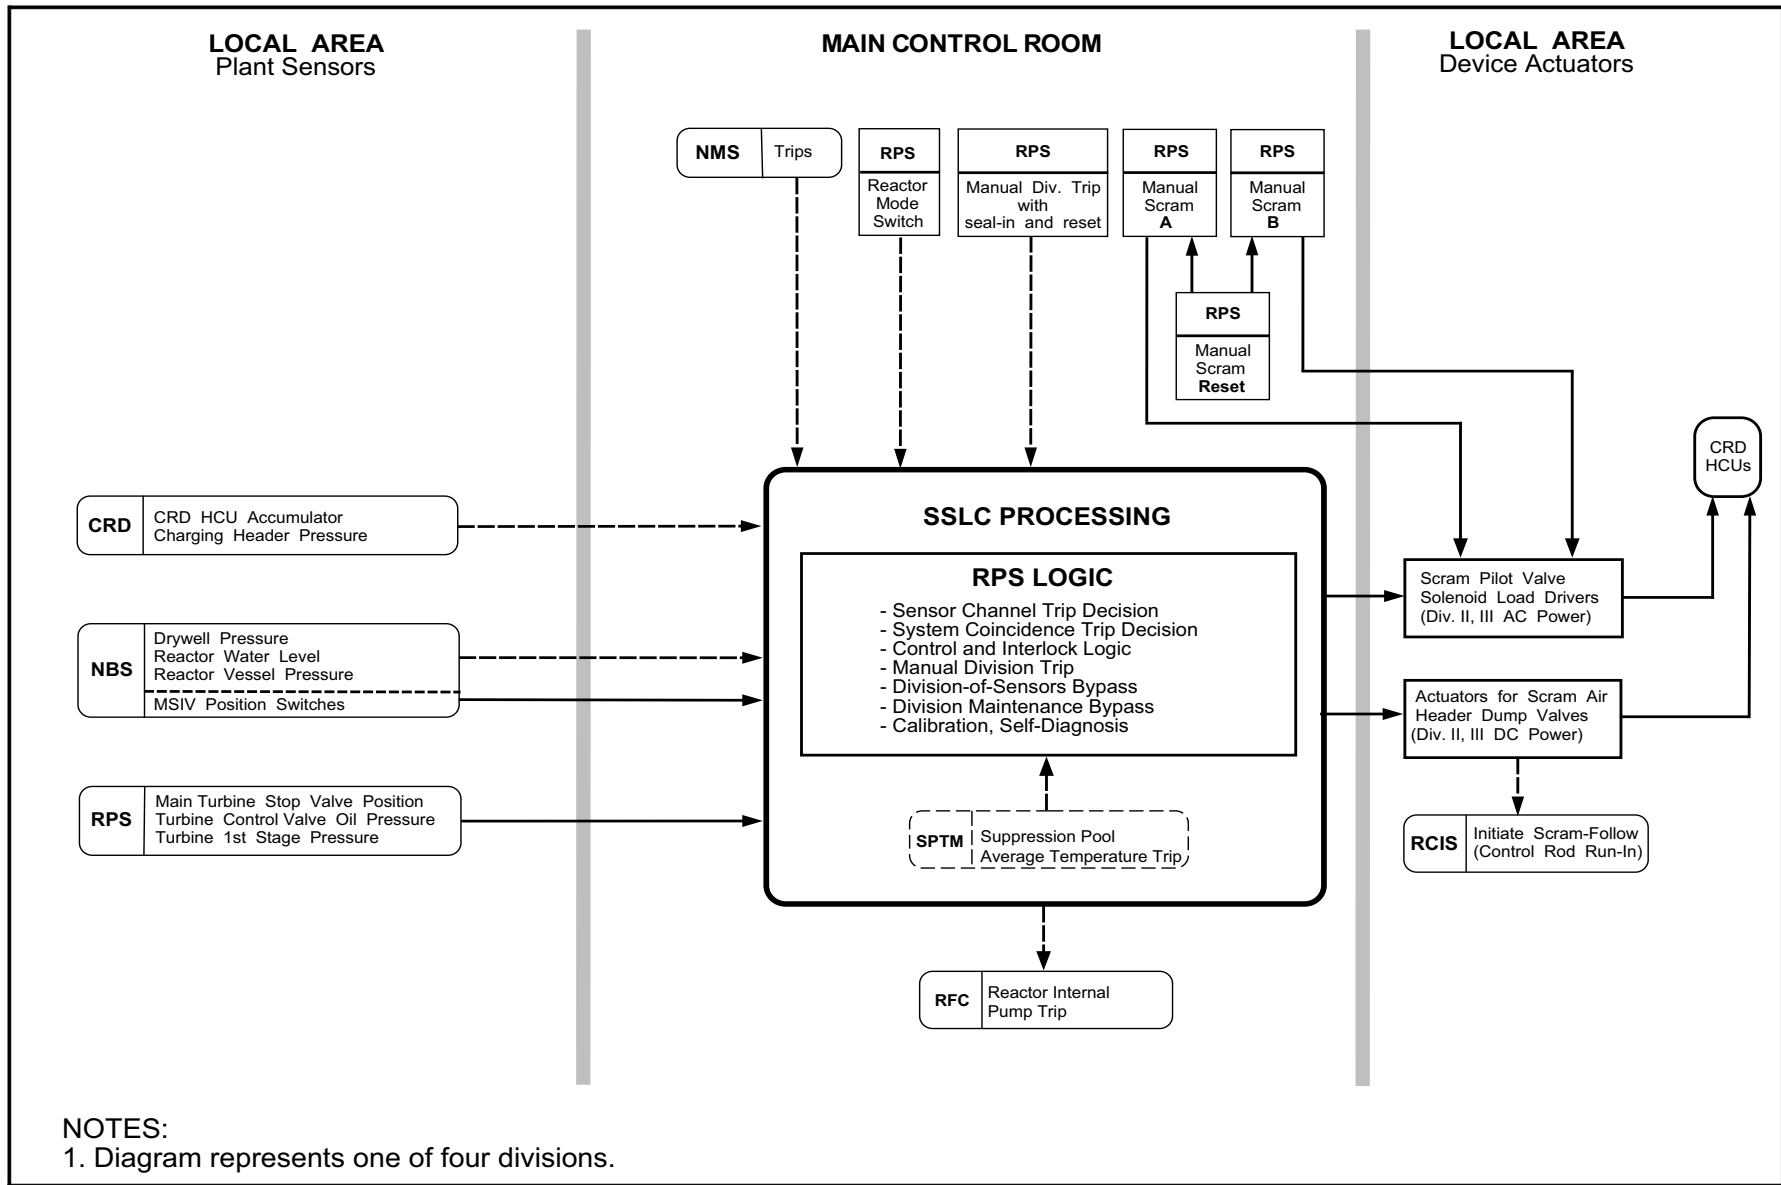 LOCAL AREA
Plant Sensors
MAIN CONTROL ROOM
LOCAL AREA
Device Actuators
NMS
Trips
RPS
Reactor
Mode
Switch
RPS
Manual Div. Trip
with
seal-in and reset
RPS
Manual
Scram
A
RPS
Manual
Scram
B
RPS
Manual
Scram
Reset
CRD
HCUs
CRD
CRD HCU Accumulator
Charging Header Pressure
NBS
Drywell Pressure
Reactor Water Level
Reactor Vessel Pressure
MSIV Position Switches
RPS
Main Turbine Stop Valve Position
Turbine Control Valve Oil Pressure
Turbine 1st Stage Pressure
SSLC PROCESSING
RPS LOGIC
- Sensor Channel Trip Decision
- System Coincidence Trip Decision
- Control and Interlock Logic
- Manual Division Trip
- Division-of-Sensors Bypass
- Division Maintenance Bypass
- Calibration, Self-Diagnosis
SPTM
Suppression Pool
Average Temperature Trip
RFC
Reactor Internal
Pump Trip
Scram Pilot Valve
Solenoid Load Drivers
(Div. II, III AC Power)
Actuators for Scram Air
Header Dump Valves
(Div. II, III DC Power)
RCIS
Initiate Scram-Follow
(Control Rod Run-In)
NOTES:
1. Diagram represents one of four divisions.